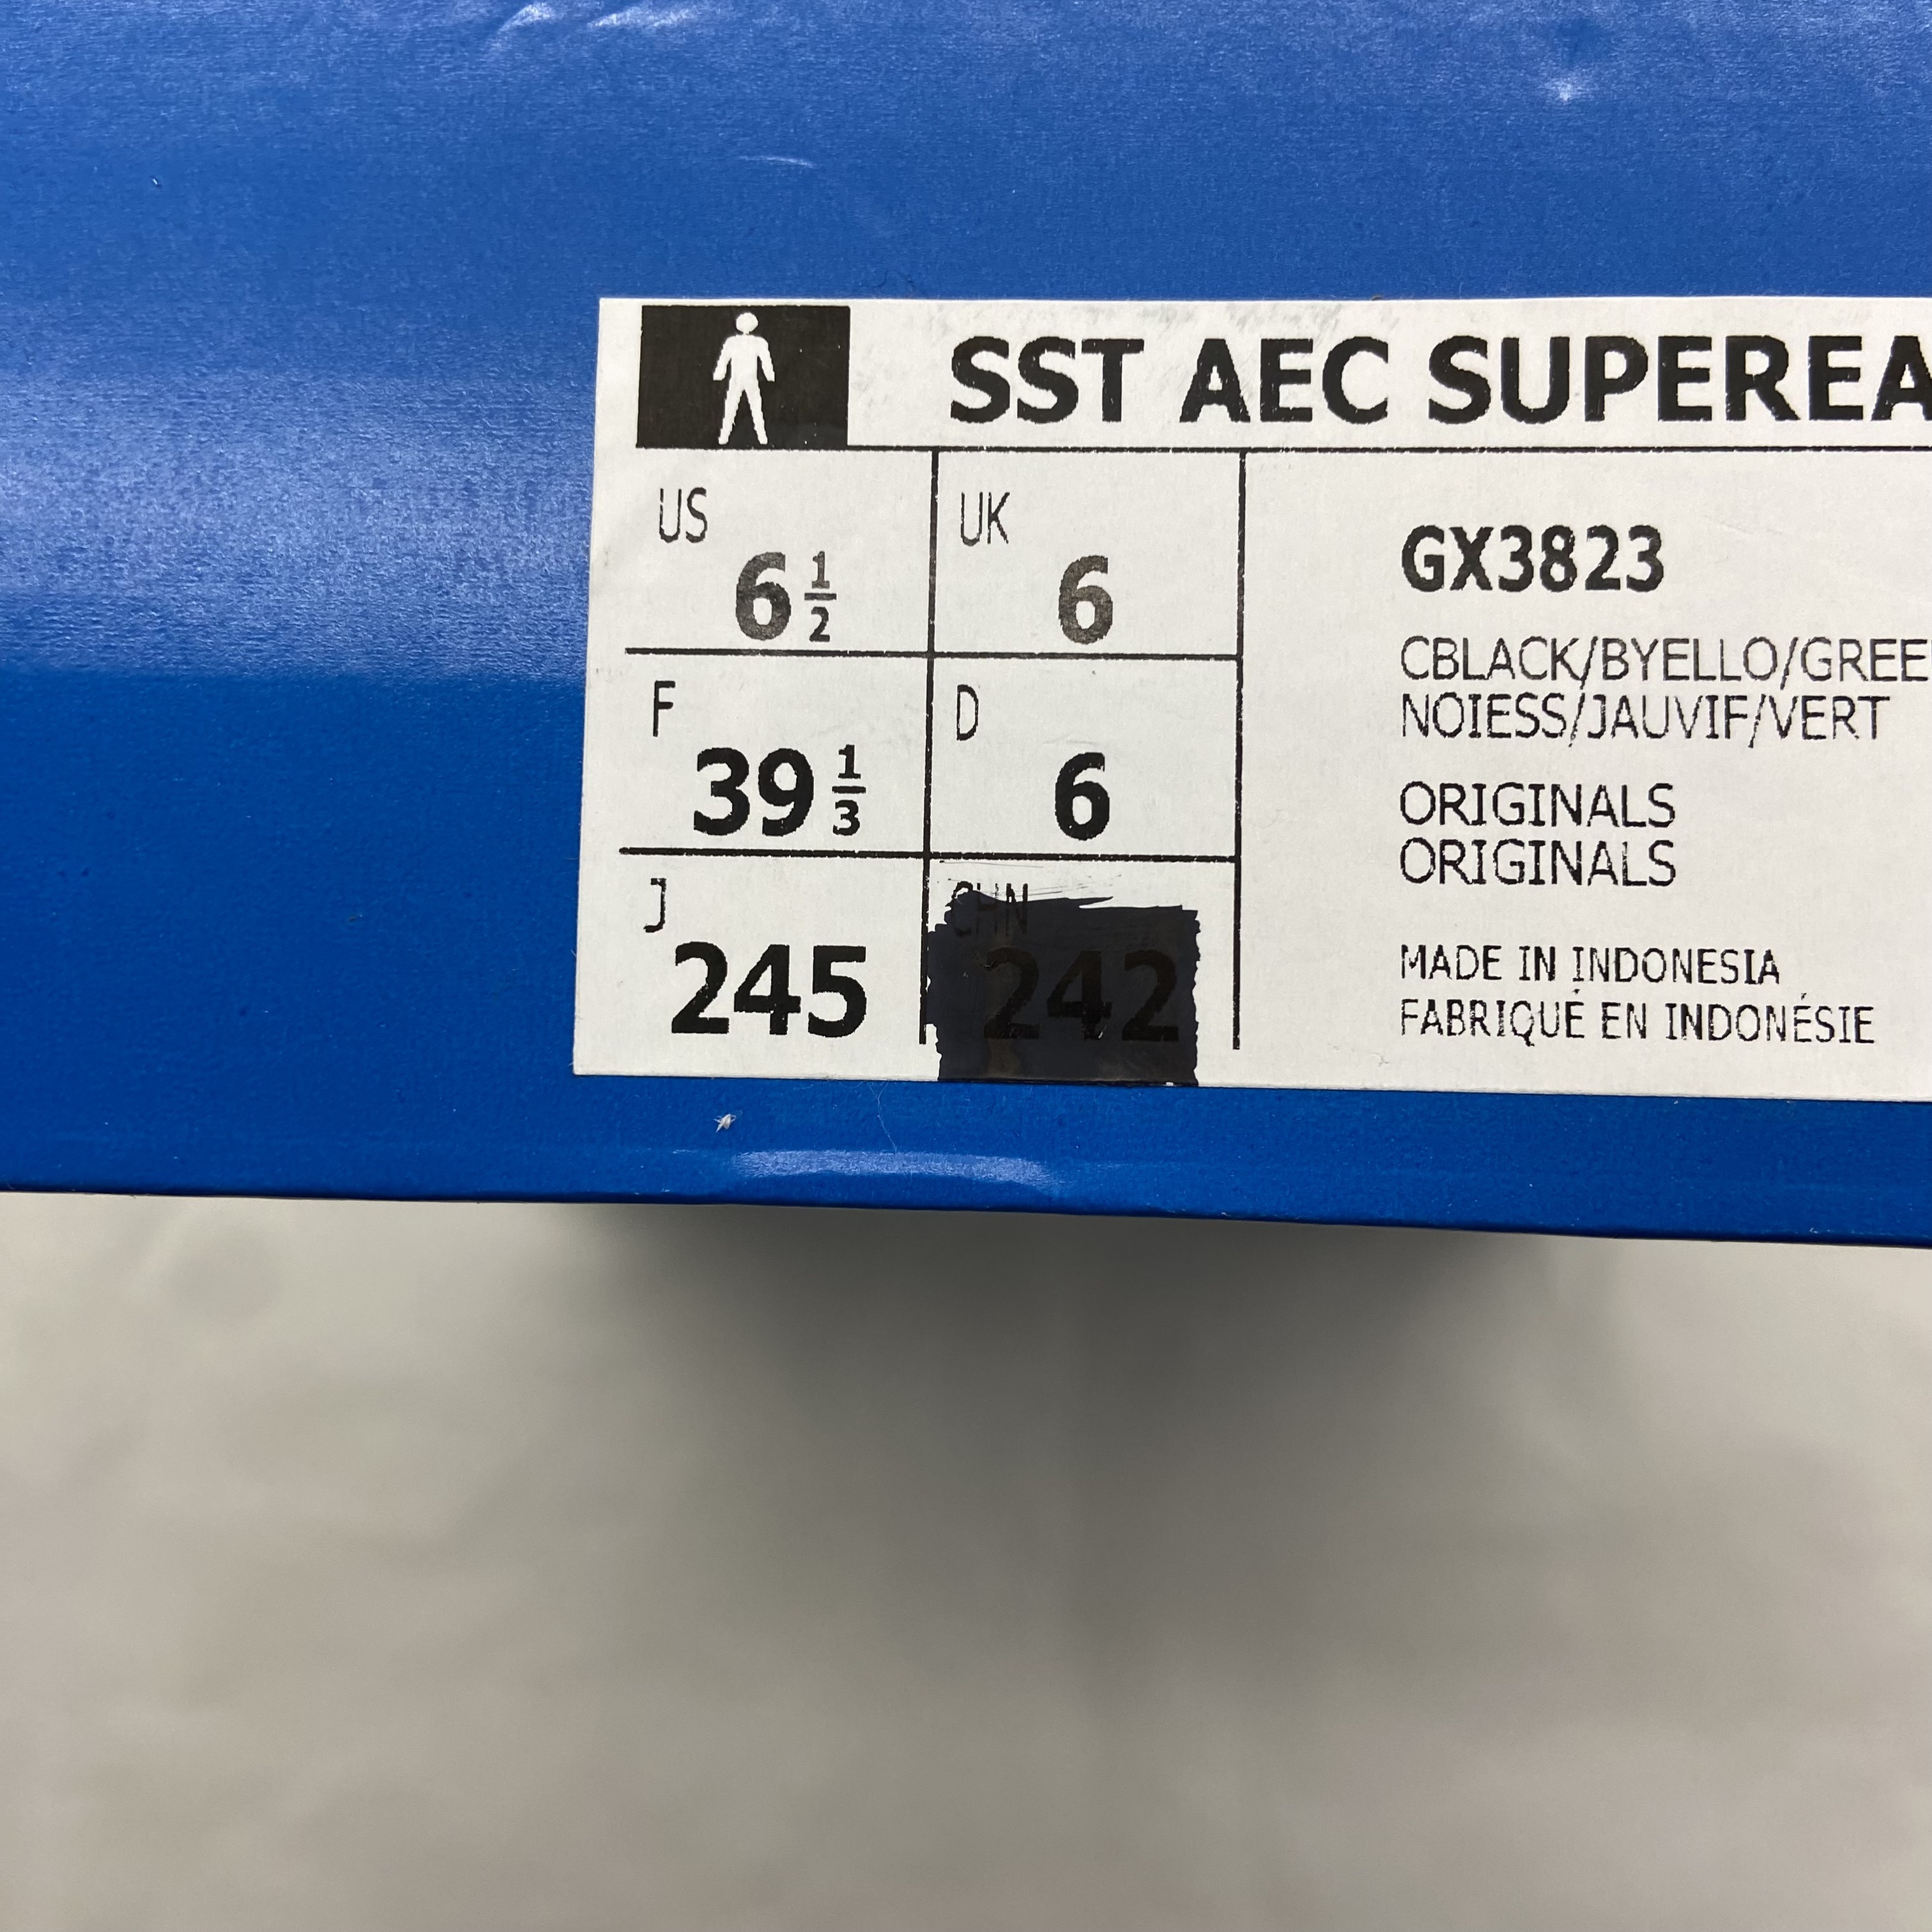 SST AEC SUPEREA
US
6 1/2
UK
6
F
39 1/3
D
6
J
245
CHN
242
GX3823
CBLACK/BYELLO/GREE
NOIESS/JAUVIF/VERT
ORIGINALS
ORIGINALS
MADE IN INDONESIA
FABRIQUÉ EN INDONÉSIE